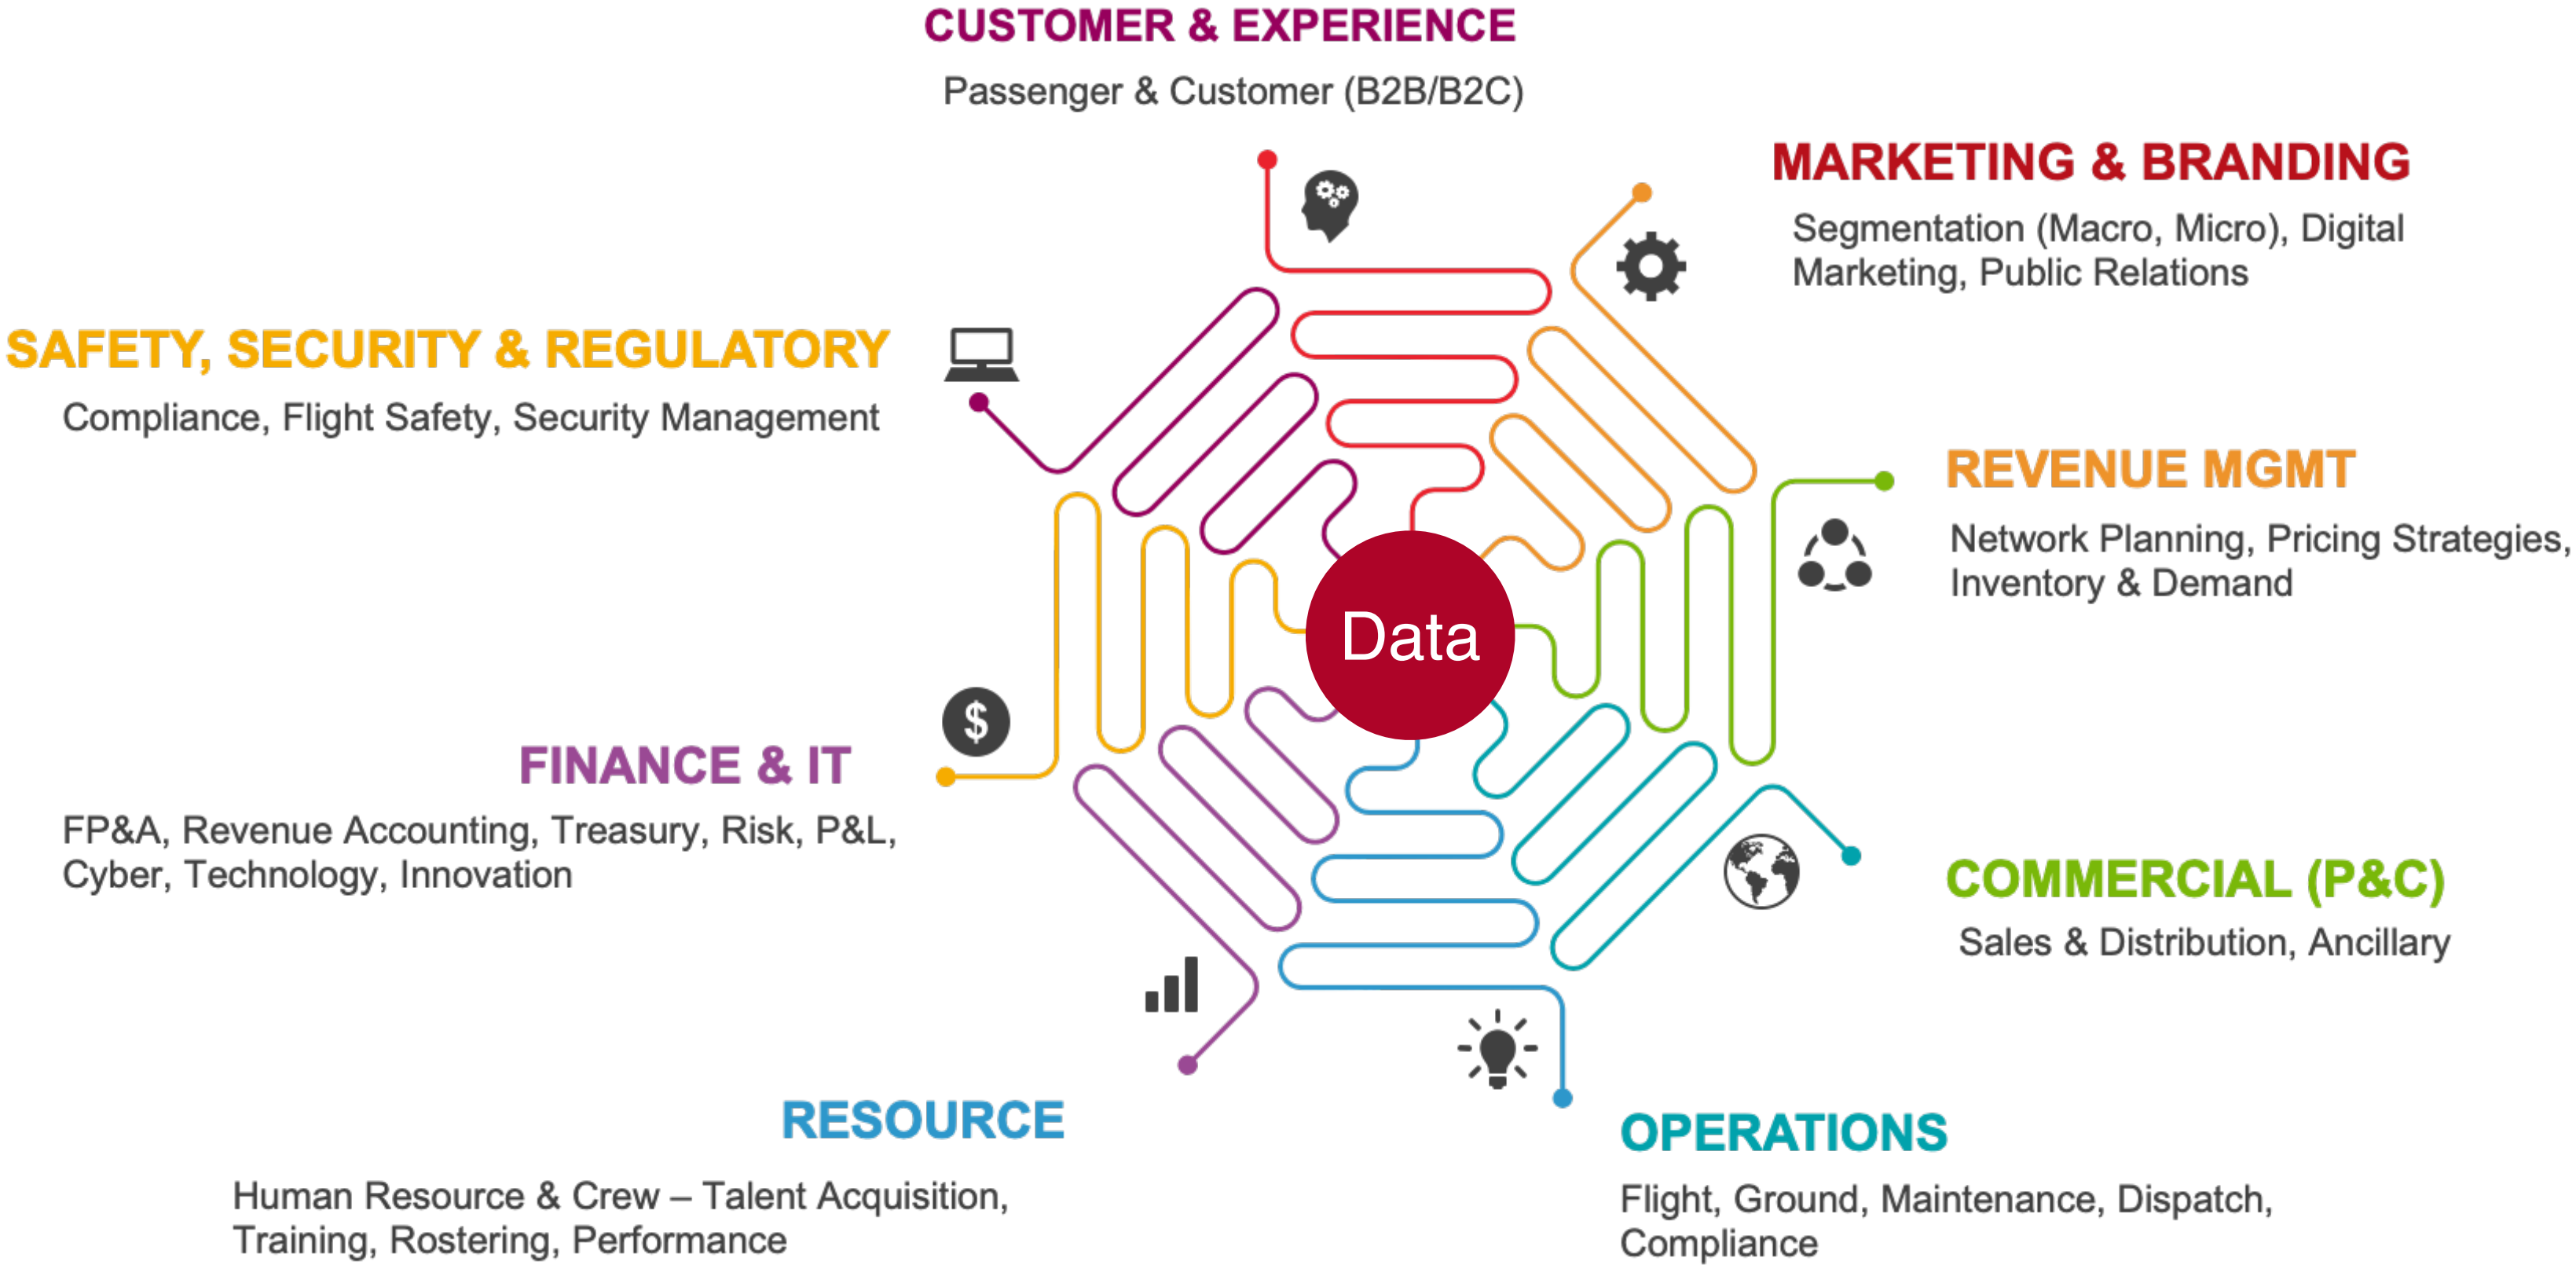 CUSTOMER & EXPERIENCE
Passenger & Customer (B2B/B2C)
MARKETING & BRANDING
Segmentation (Macro, Micro), Digital
Marketing, Public Relations
SAFETY, SECURITY & REGULATORY
Compliance, Flight Safety, Security Management
REVENUE MGMT
Network Planning, Pricing Strategies,
Inventory & Demand
Data
$
FINANCE & IT
FP&A, Revenue Accounting, Treasury, Risk, P&L,
Cyber, Technology, Innovation
COMMERCIAL (P&C)
Sales & Distribution, Ancillary
RESOURCE
Human Resource & Crew – Talent Acquisition,
Training, Rostering, Performance
OPERATIONS
Flight, Ground, Maintenance, Dispatch,
Compliance